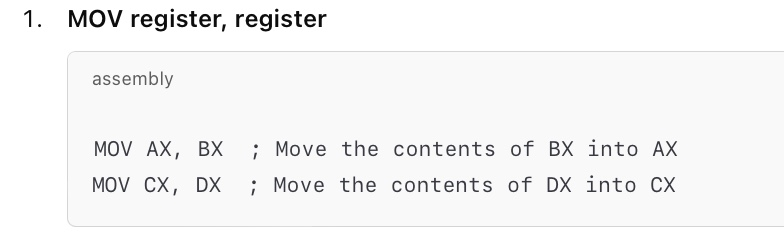 1. MOV register, register
assembly
MOV AX, BX  ; Move the contents of BX into AX
MOV CX, DX  ; Move the contents of DX into CX